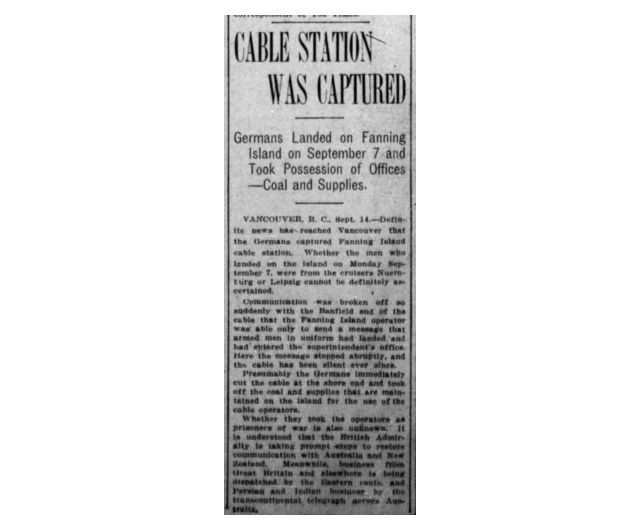 Correspondent of The Times.
CABLE STATION
WAS CAPTURED
Germans Landed on Fanning
Island on September 7 and
Took Possession of Offices
—Coal and Supplies.
VANCOUVER, B. C., Sept. 14.—Defin-
ite news has reached Vancouver that
the Germans captured Fanning Island
cable station. Whether the men who
landed on the island on Monday Sep-
tember 7, were from the cruisers Nuern-
burg or Leipzig cannot be definitely as-
certained.
Communication was broken off so
suddenly with the Banfield end of the
cable that the Fanning Island operator
was able only to send a message that
armed men in uniform had landed and
had entered the superintendent's office.
Here the message stopped abruptly, and
the cable has been silent ever since.
Presumably the Germans immediately
cut the cable at the shore end and took
off the coal and supplies that are main-
tained on the island for the use of the
cable operators.
Whether they took the operators as
prisoners of war is also unknown. It
is understood that the British Admir-
alty is taking prompt steps to restore
communication with Australia and New
Zealand. Meanwhile, business from
Great Britain and elsewhere is being
dispatched by the Eastern route, and
Persian and Indian business by the
transcontinental telegraph across Aus-
tralia.